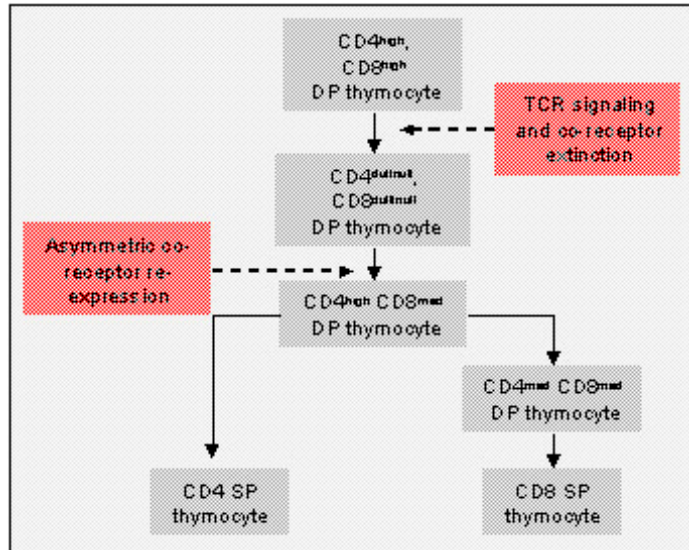 CD4high,
CD8high
DP thymocyte
TCR signaling
and co-receptor
extinction
CD4dull/null,
CD8dull/null
DP thymocyte
Asymmetric co-
receptor re-
expression
CD4high CD8med
DP thymocyte
CD4med CD8med
DP thymocyte
CD4 SP
thymocyte
CD8 SP
thymocyte